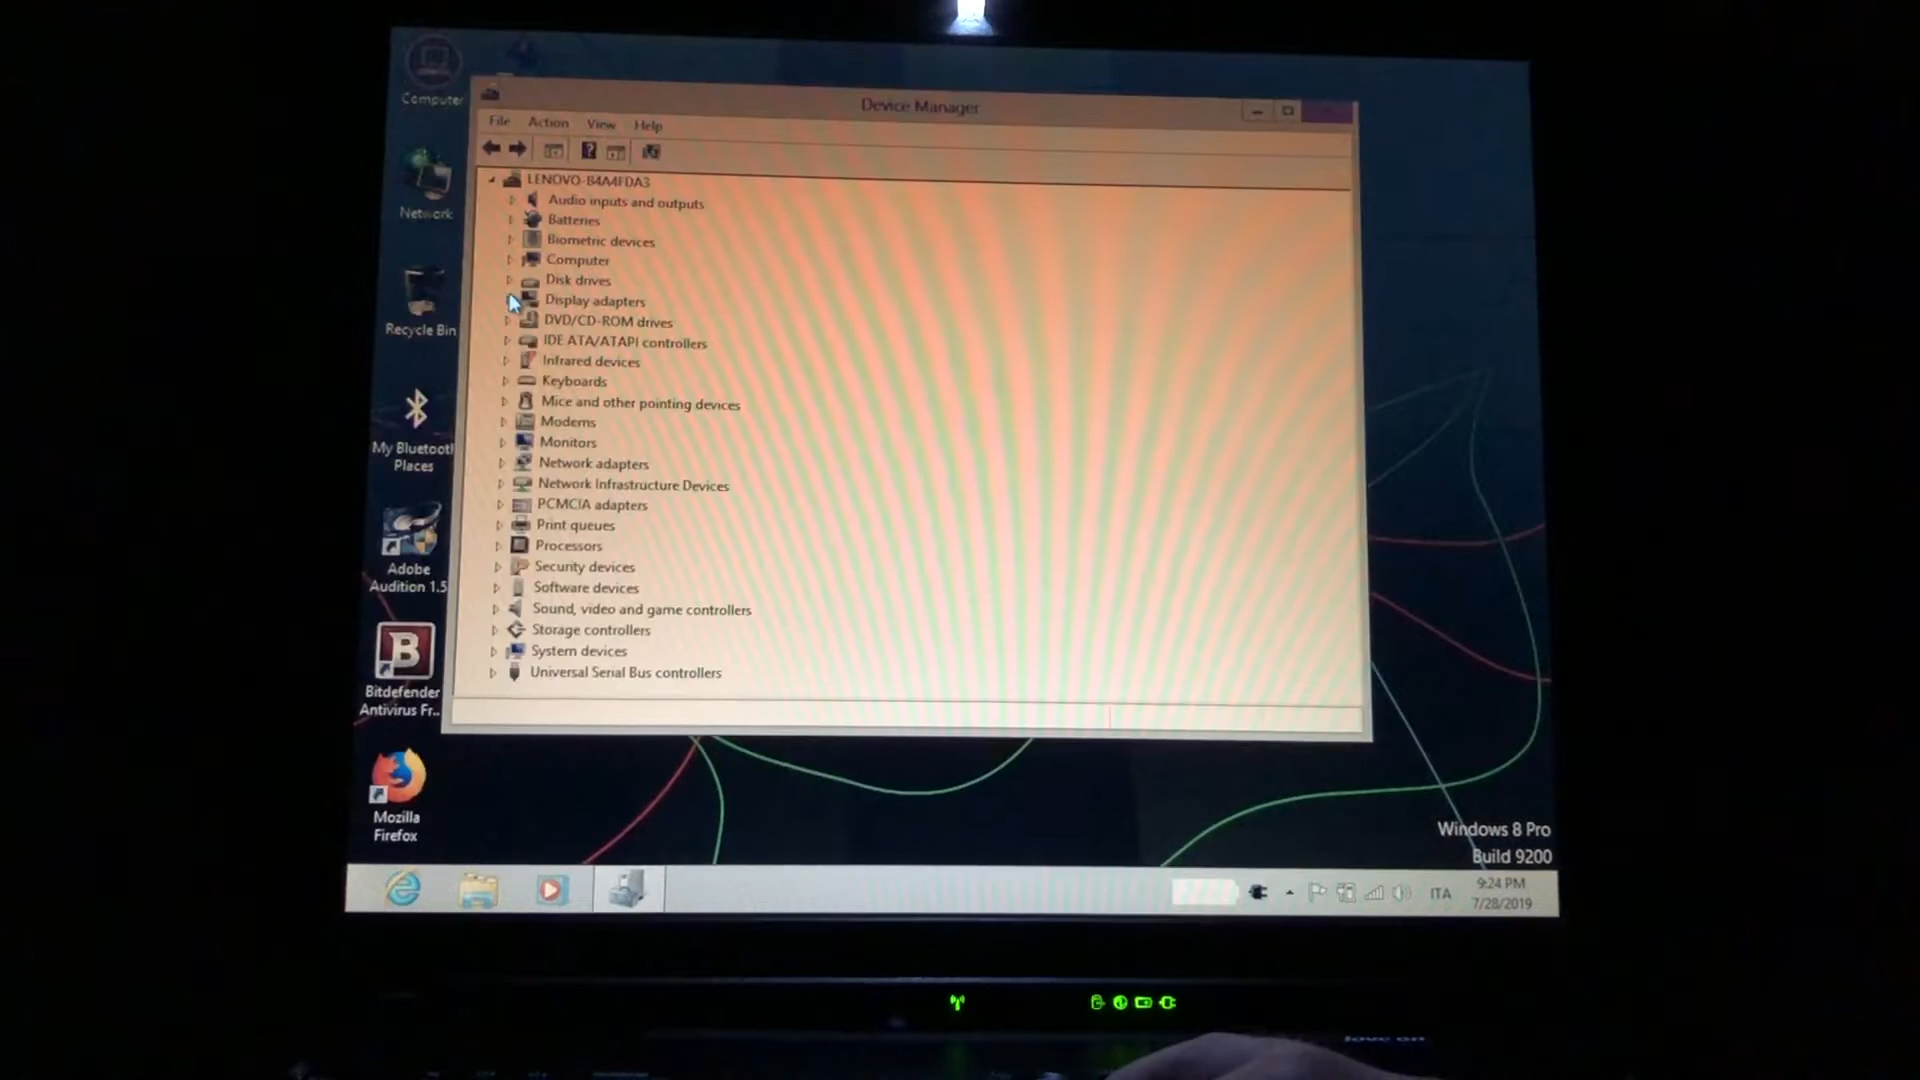 Computer
Network
Recycle Bin
My Bluetooth
Places
Adobe
Audition 1.5
Bitdefender
Antivirus Fr..
Mozilla
Firefox
Device Manager
File Action View Help
LENOVO-B4A4FDA3
Audio inputs and outputs
Batteries
Biometric devices
Computer
Disk drives
Display adapters
DVD/CD-ROM drives
IDE ATA/ATAPI controllers
Infrared devices
Keyboards
Mice and other pointing devices
Modems
Monitors
Network adapters
Network Infrastructure Devices
PCMCIA adapters
Print queues
Processors
Security devices
Software devices
Sound, video and game controllers
Storage controllers
System devices
Universal Serial Bus controllers
Windows 8 Pro
Build 9200
ITA
9:24 PM
7/28/2019